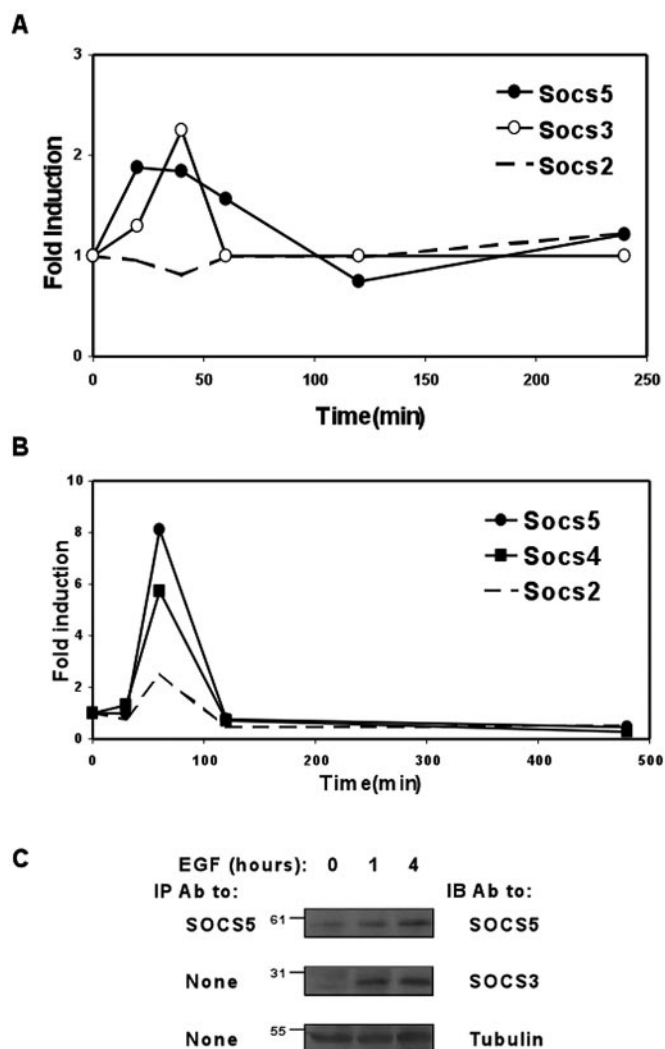 A
3
2
1
0
Fold Induction
Socs5
Socs3
Socs2
0 50 100 150 200 250
Time(min)
B
10
8
6
4
2
0
Fold induction
Socs5
Socs4
Socs2
0 100 200 300 400 500
Time(min)
C
EGF (hours): 0 1 4
IP Ab to: IB Ab to:
SOCS5 61 SOCS5
None 31 SOCS3
None 55 Tubulin